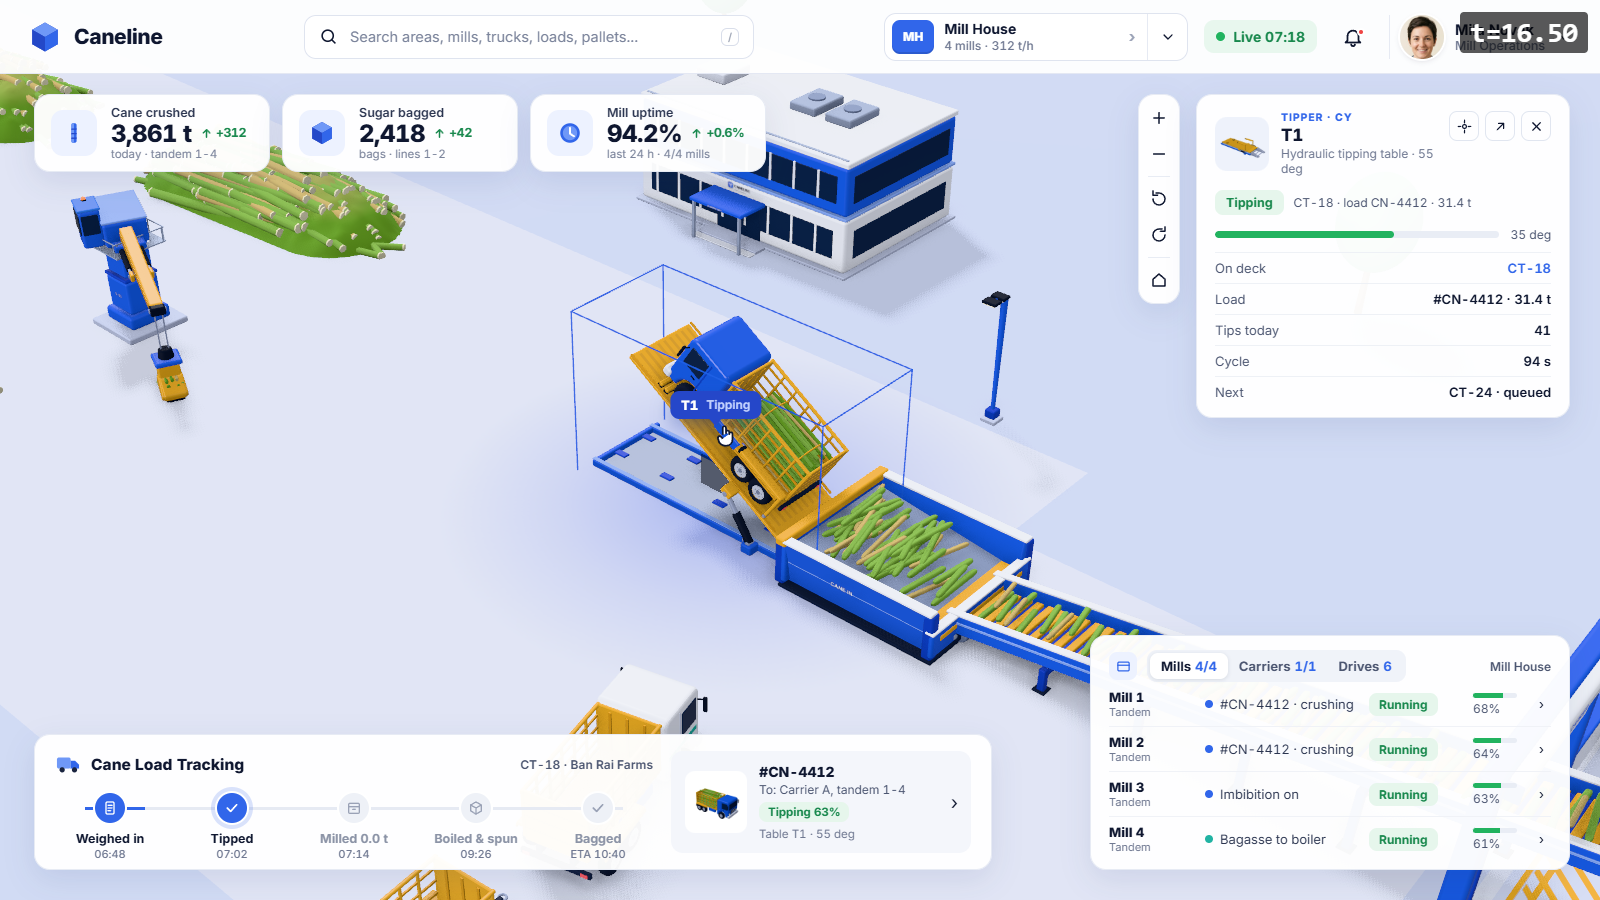 Caneline
Search areas, mills, trucks, loads, pallets...
/
MH
Mill House
4 mills · 312 t/h
Live 07:18
t=16.50
Mill Operations
Cane crushed
3,861 t
+312
today · tandem 1-4
Sugar bagged
2,418
+42
bags · lines 1-2
Mill uptime
94.2%
+0.6%
last 24 h · 4/4 mills
TIPPER · CY
T1
Hydraulic tipping table · 55
deg
Tipping
CT-18 · load CN-4412 · 31.4 t
35 deg
On deck
CT-18
Load
#CN-4412 · 31.4 t
Tips today
41
Cycle
94 s
Next
CT-24 · queued
T1 Tipping
Mills 4/4
Carriers 1/1
Drives 6
Mill House
Mill 1
Tandem
#CN-4412 · crushing
Running
68%
Mill 2
Tandem
#CN-4412 · crushing
Running
64%
Mill 3
Tandem
Imbibition on
Running
63%
Mill 4
Tandem
Bagasse to boiler
Running
61%
Cane Load Tracking
CT-18 · Ban Rai Farms
Weighed in
06:48
Tipped
07:02
Milled 0.0 t
07:14
Boiled & spun
09:26
Bagged
ETA 10:40
#CN-4412
To: Carrier A, tandem 1-4
Tipping 63%
Table T1 · 55 deg